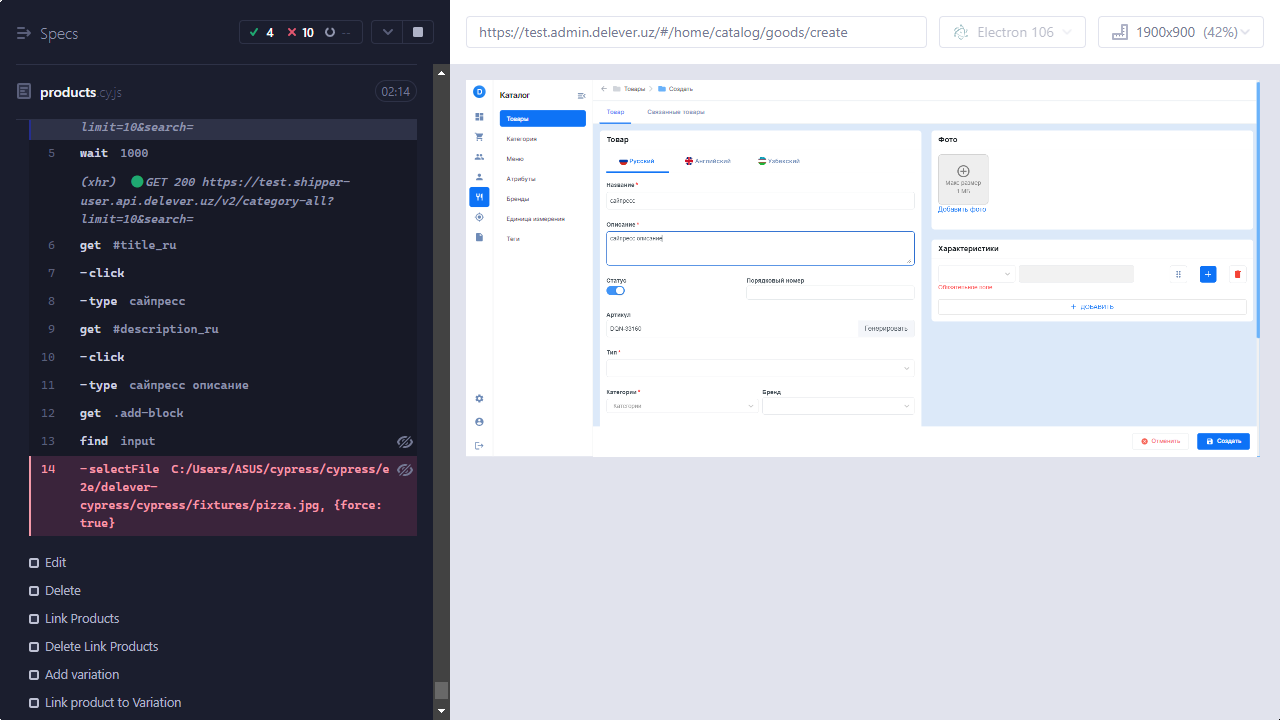 Specs
4
10
--
products.cy.js
02:14
limit=10&search=
5 wait 1000
(xhr) GET 200 https://test.shipper-
user.api.delever.uz/v2/category-all?
limit=10&search=
6 get #title_ru
7 -click
8 -type сайпресс
9 get #description_ru
10 -click
11 -type сайпресс описание
12 get .add-block
13 find input
14 -selectFile C:/Users/ASUS/cypress/cypress/e
2e/delever-
cypress/cypress/fixtures/pizza.jpg, {force:
true}
Edit
Delete
Link Products
Delete Link Products
Add variation
Link product to Variation
https://test.admin.delever.uz/#/home/catalog/goods/create
Electron 106
1900x900 (42%)
D
Каталог
Товары
Категория
Меню
Атрибуты
Бренды
Единица измерения
Теги
Товары
Создать
Товар
Связанные товары
Товар
Русский
Английский
Узбекский
Название *
сайпресс
Описание *
сайпресс описание
Статус
Порядковый номер
Артикул
DQN-33160
Генерировать
Тип *
Категории *
Бренд
Категории
Фото
Макс размер
1 МБ
Добавить фото
Характеристики
Обязательное поле
+ ДОБАВИТЬ
Отменить
Создать